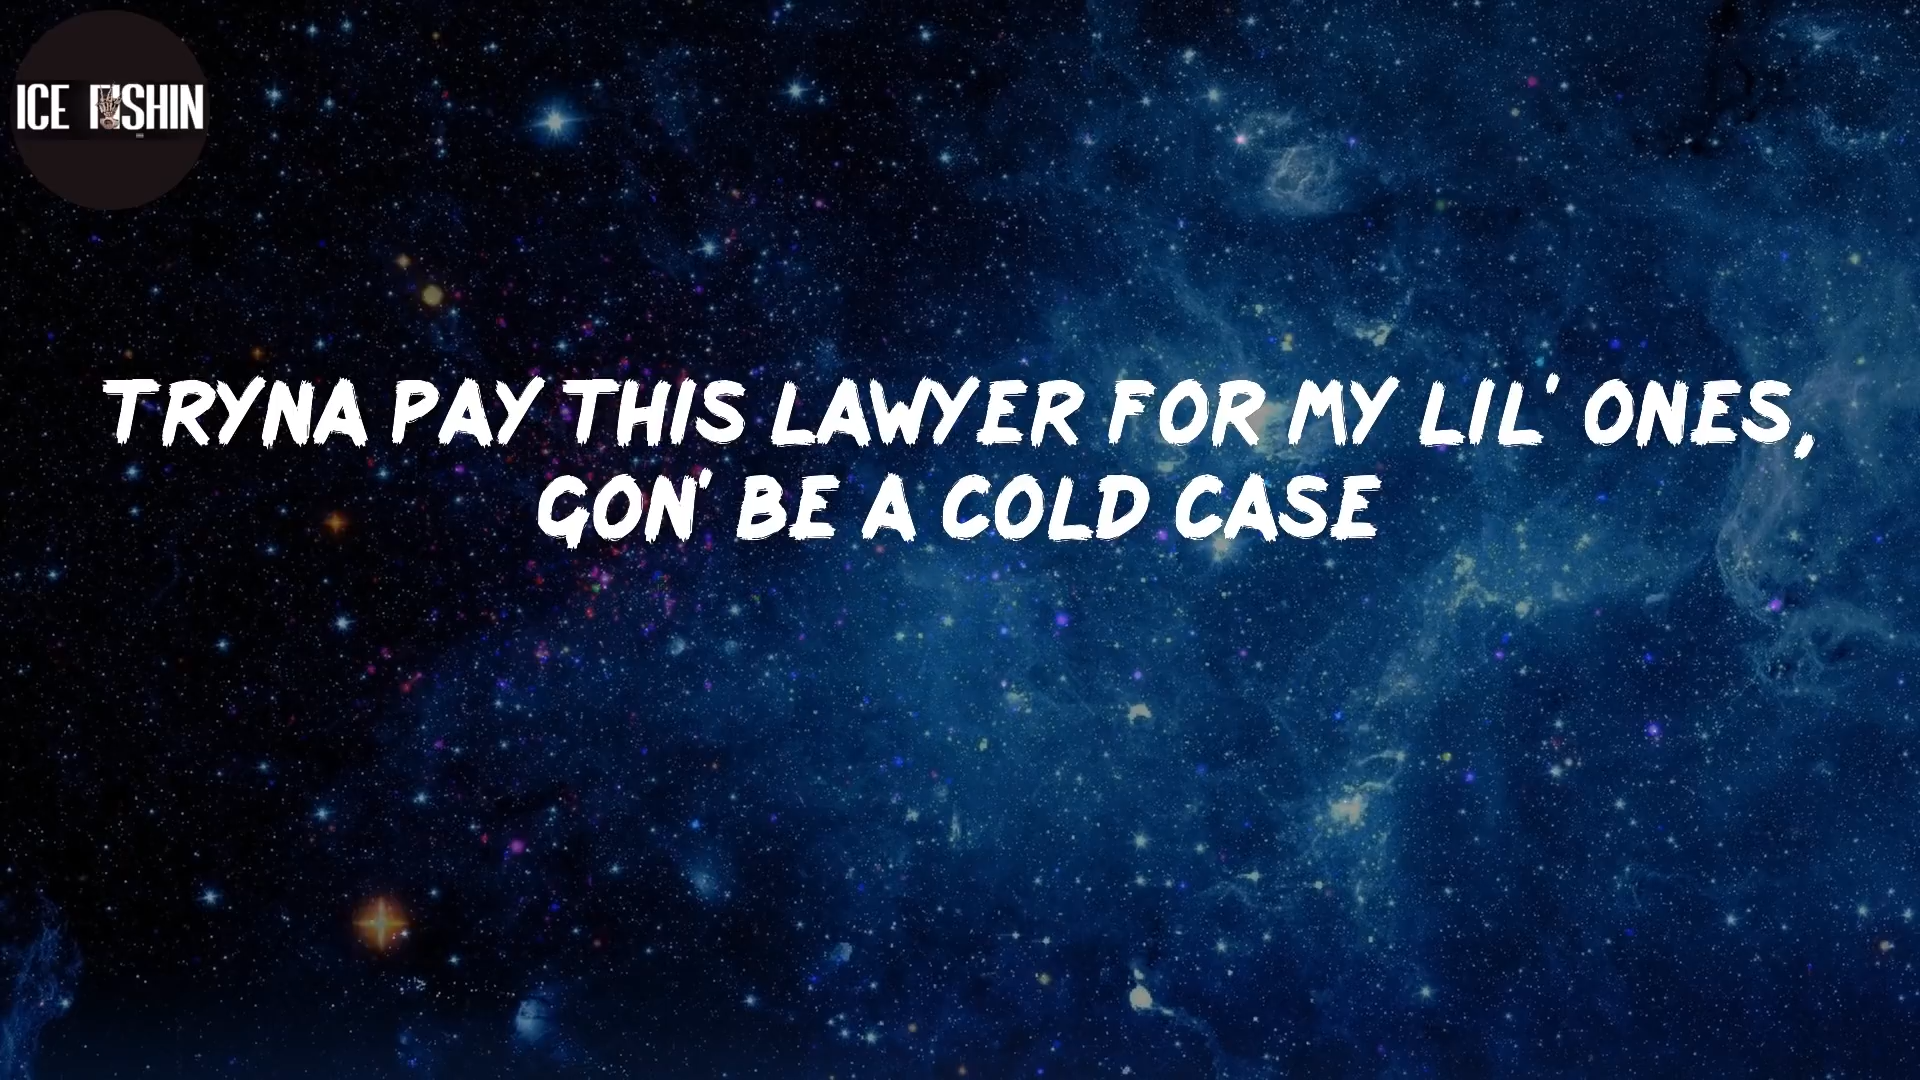 ICE FISHIN
TRYNA PAY THIS LAWYER FOR MY LIL' ONES,
GON' BE A COLD CASE